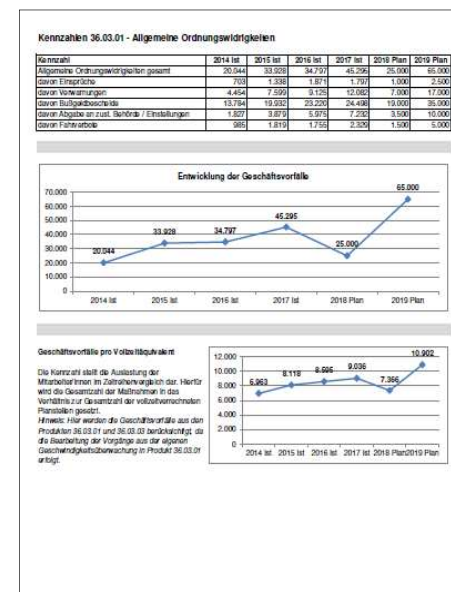 Kennzahlen 36.03.01 - Allgemeine Ordnungswidrigkeiten
Kennzahl 2014 Ist 2015 Ist 2016 Ist 2017 Ist 2018 Plan 2019 Plan
Allgemeine Ordnungswidrigkeiten gesamt 20.044 33.928 34.797 45.295 25.000 65.000
davon Einsprüche 703 1.338 1.871 1.797 1.000 2.500
davon Verwarnungen 4.454 7.599 9.125 12.082 7.000 17.000
davon Bußgeldbescheide 13.784 19.932 23.220 24.498 19.000 35.000
davon Abgabe an zust. Behörde / Einstellungen 1.827 3.879 5.975 7.232 3.500 10.000
davon Fahrverbote 985 1.819 1.755 2.329 1.500 5.000
Entwicklung der Geschäftsvorfälle
70.000
60.000
50.000
40.000
30.000
20.000
10.000
0
20.044 33.928 34.797 45.295 25.000 65.000
2014 Ist 2015 Ist 2016 Ist 2017 Ist 2018 Plan 2019 Plan
Geschäftsvorfälle pro Vollzeitäquivalent
Die Kennzahl stellt die Auslastung der
Mitarbeiter/innen im Zeitreihenvergleich dar. Hierfür
wird die Gesamtzahl der Maßnahmen in das
Verhältnis zur Gesamtzahl der vollzeitverrechneten
Planstellen gesetzt.
Hinweis: Hier werden die Geschäftsvorfälle aus den
Produkten 36.03.01 und 36.03.03 berücksichtigt, da
die Bearbeitung der Vorgänge aus der eigenen
Geschwindigkeitsüberwachung in Produkt 36.03.01
erfolgt.
12.000
10.000
8.000
6.000
4.000
2.000
0
6.963 8.118 8.595 9.036 7.366 10.902
2014 Ist 2015 Ist 2016 Ist 2017 Ist 2018 Plan 2019 Plan